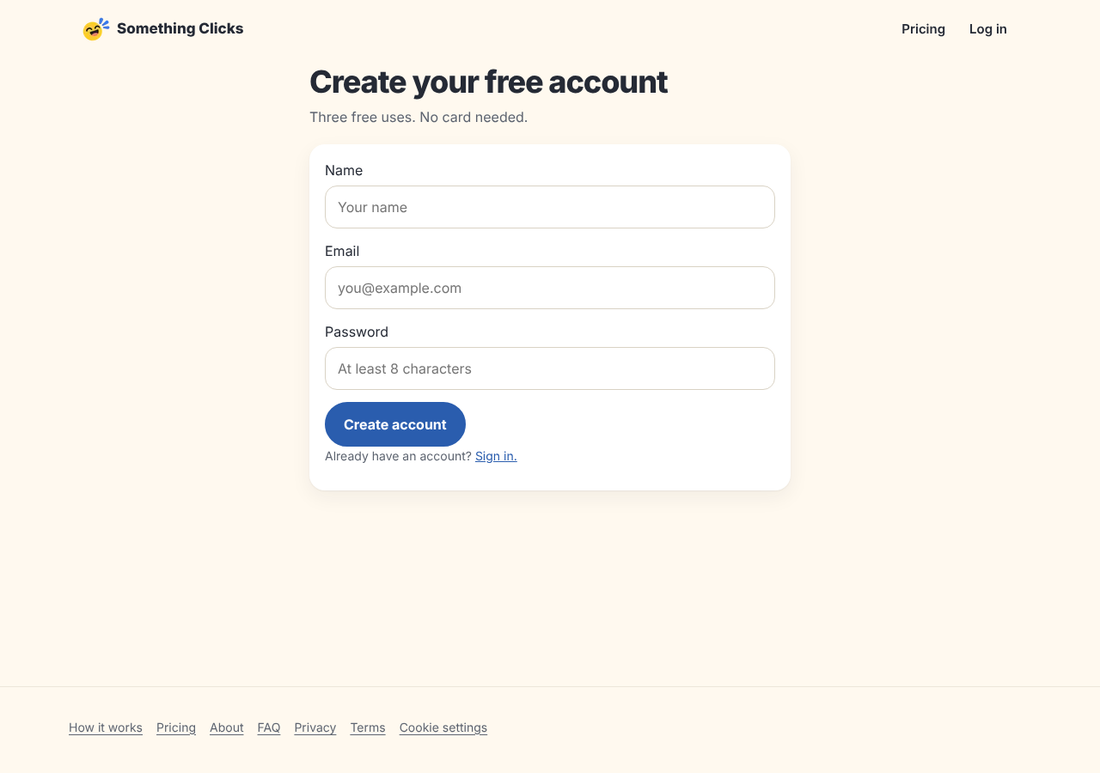 Something Clicks
Pricing
Log in
Create your free account
Three free uses. No card needed.
Name
Your name
Email
you@example.com
Password
At least 8 characters
Create account
Already have an account? Sign in.
How it works Pricing About FAQ Privacy Terms Cookie settings